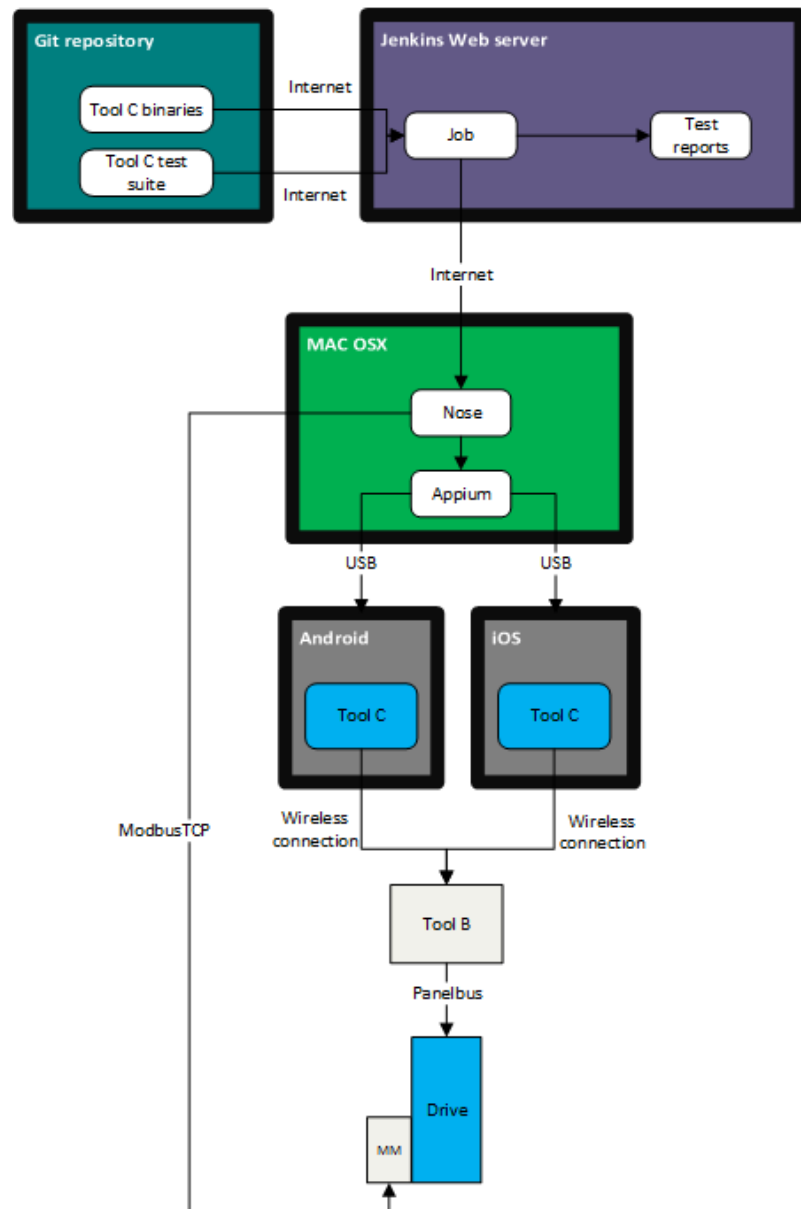 Git repository
Jenkins Web server
Tool C binaries
Internet
Job
Test
reports
Tool C test
suite
Internet
Internet
MAC OSX
Nose
Appium
USB
USB
Android
iOS
Tool C
Tool C
Wireless
connection
Wireless
connection
ModbusTCP
Tool B
Panelbus
Drive
MM